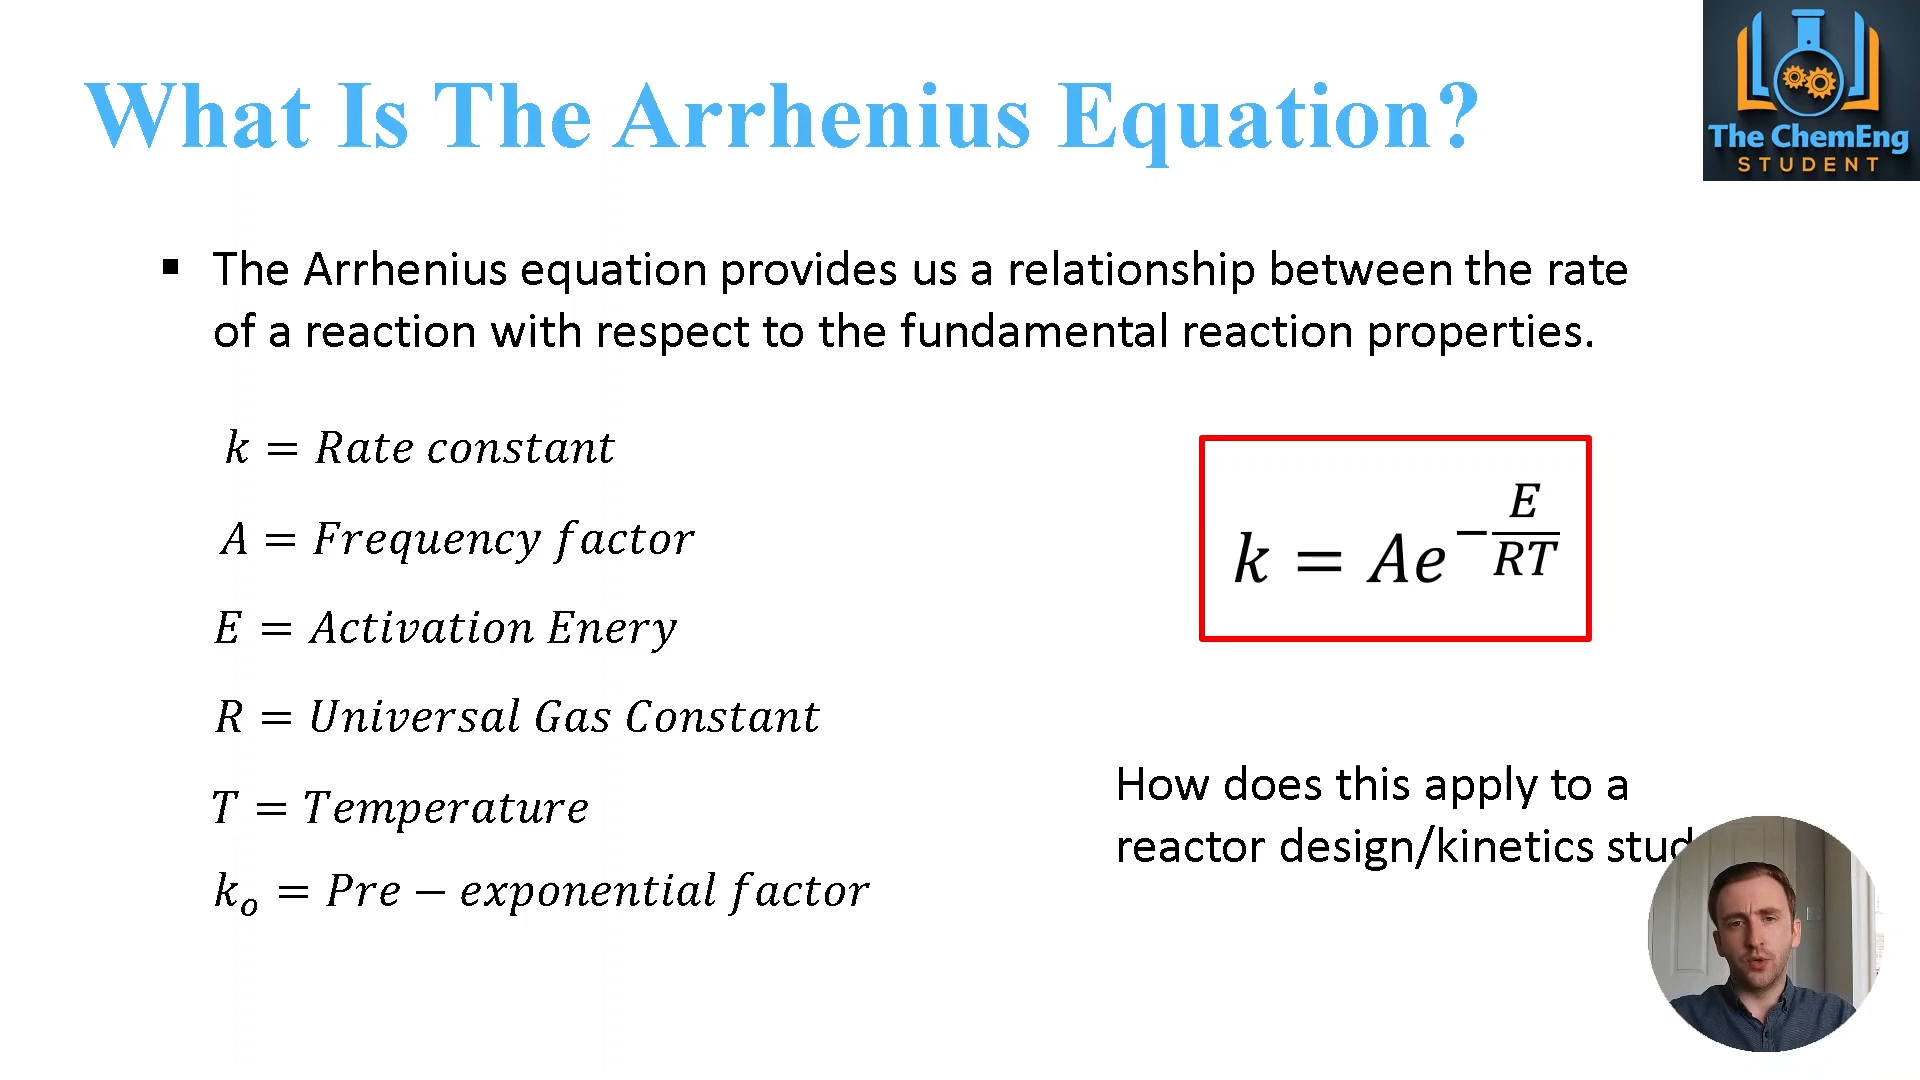 What Is The Arrhenius Equation?
The ChemEng
STUDENT
▪ The Arrhenius equation provides us a relationship between the rate
of a reaction with respect to the fundamental reaction properties.
k = Rate constant
A = Frequency factor
E = Activation Enery
R = Universal Gas Constant
T = Temperature
kₒ = Pre − exponential factor
k = Ae^(−E/RT)
How does this apply to a
reactor design/kinetics